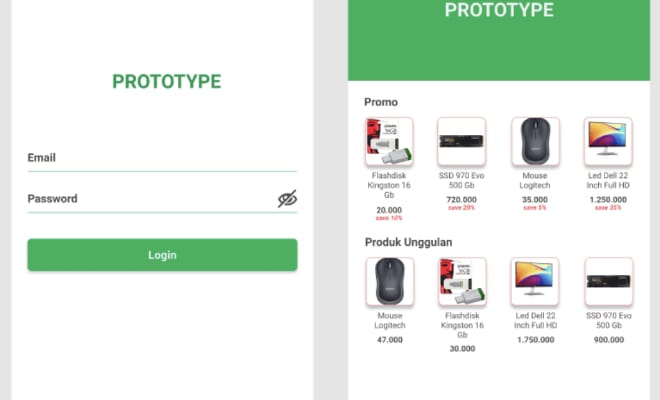 PROTOTYPE
Email
Password
Login
PROTOTYPE
Promo
Flashdisk
Kingston 16
Gb
20.000
save 10%
SSD 970 Evo
500 Gb
720.000
save 20%
Mouse
Logitech
35.000
save 5%
Led Dell 22
Inch Full HD
1.250.000
save 35%
Produk Unggulan
Mouse
Logitech
47.000
Flashdisk
Kingston 16
Gb
30.000
Led Dell 22
Inch Full HD
1.750.000
SSD 970 Evo
500 Gb
900.000